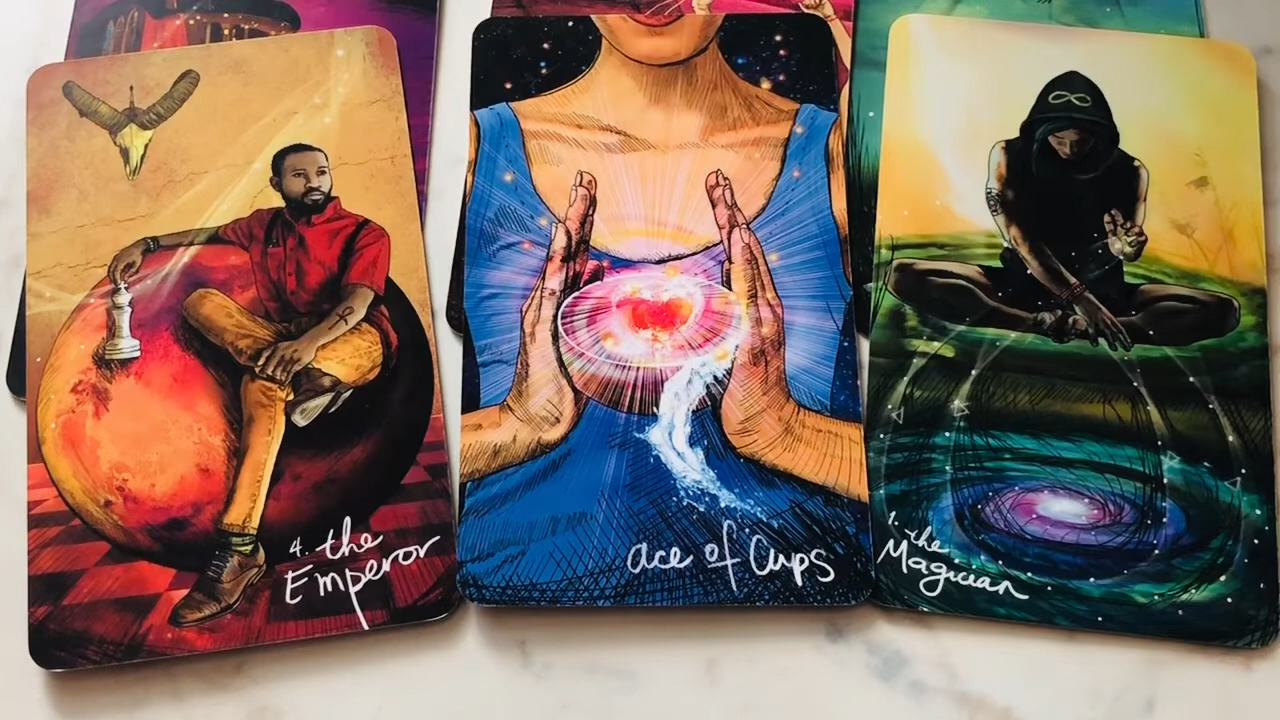 4. the
Emperor
ace of Cups
1. the
Magician